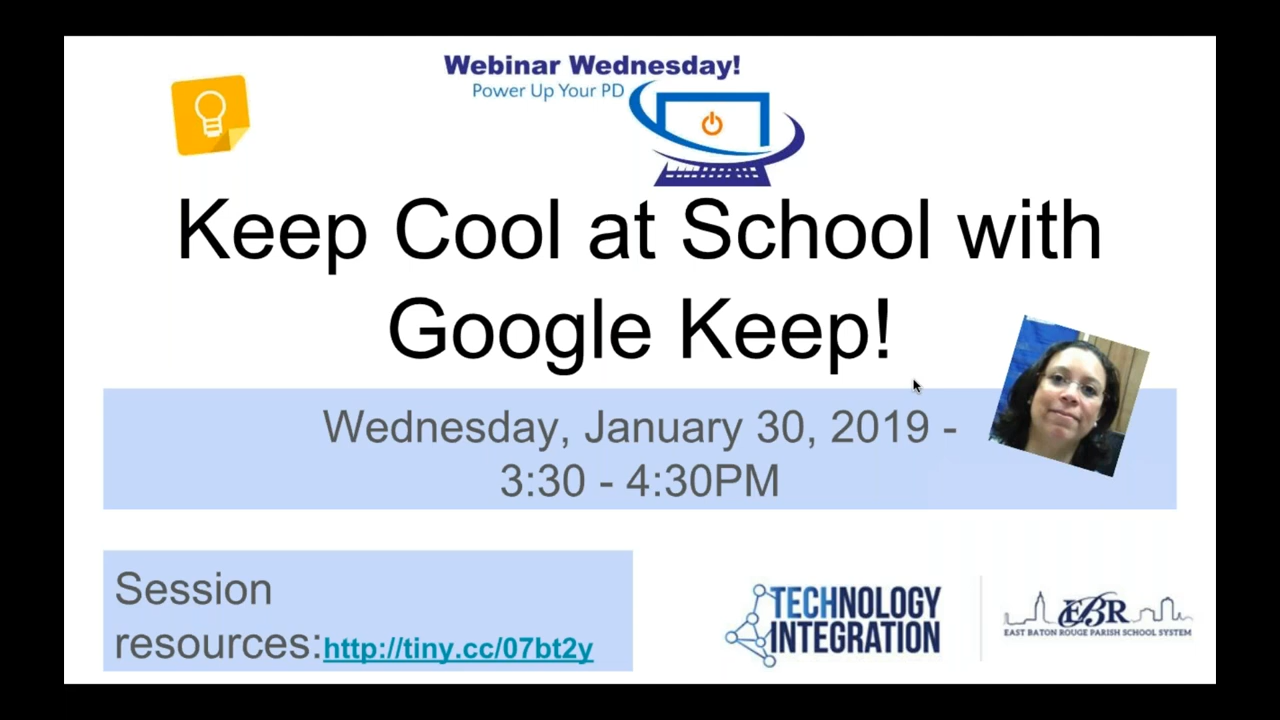 Webinar Wednesday!
Power Up Your PD
Keep Cool at School with
Google Keep!
Wednesday, January 30, 2019 -
3:30 - 4:30PM
Session
resources:http://tiny.cc/07bt2y
TECHNOLOGY
INTEGRATION
EBR
EAST BATON ROUGE PARISH SCHOOL SYSTEM